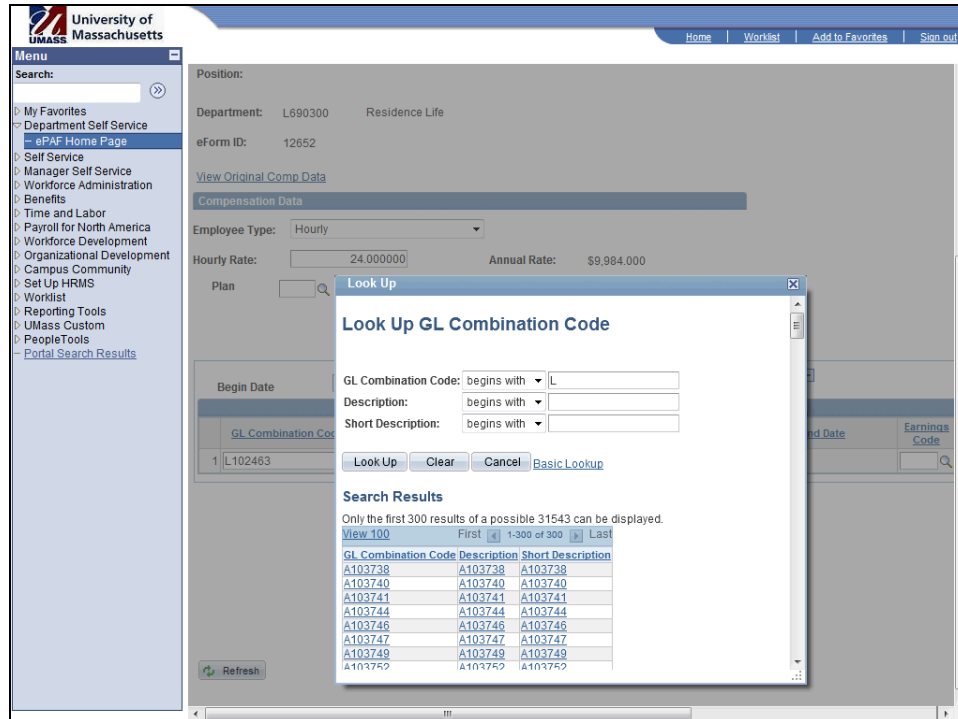 University of
Massachusetts
UMASS
Home | Worklist | Add to Favorites | Sign out
Menu
Search:
My Favorites
Department Self Service
ePAF Home Page
Self Service
Manager Self Service
Workforce Administration
Benefits
Time and Labor
Payroll for North America
Workforce Development
Organizational Development
Campus Community
Set Up HRMS
Worklist
Reporting Tools
UMass Custom
PeopleTools
Portal Search Results
Position:
Department: L690300 Residence Life
eForm ID: 12652
View Original Comp Data
Compensation Data
Employee Type: Hourly
Hourly Rate: 24.000000 Annual Rate: $9,984.000
Plan
Begin Date
GL Combination Cod
nd Date
Earnings
Code
1 L102463
Refresh
Look Up
Look Up GL Combination Code
GL Combination Code: begins with L
Description: begins with
Short Description: begins with
Look Up Clear Cancel Basic Lookup
Search Results
Only the first 300 results of a possible 31543 can be displayed.
View 100 First 1-300 of 300 Last
GL Combination Code Description Short Description
A103738 A103738 A103738
A103740 A103740 A103740
A103741 A103741 A103741
A103744 A103744 A103744
A103746 A103746 A103746
A103747 A103747 A103747
A103749 A103749 A103749
A103752 A103752 A103752